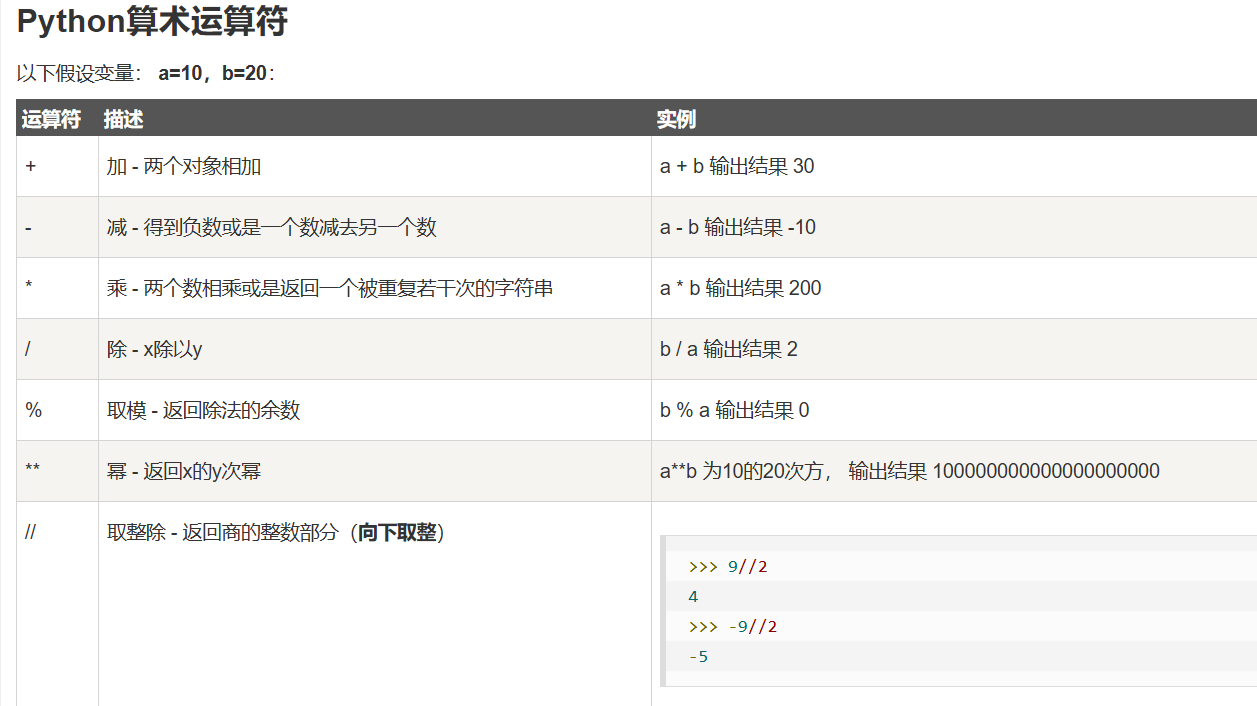 Python算术运算符
以下假设变量： a=10，b=20：
运算符 描述 实例
+ 加 - 两个对象相加 a + b 输出结果 30
- 减 - 得到负数或是一个数减去另一个数 a - b 输出结果 -10
* 乘 - 两个数相乘或是返回一个被重复若干次的字符串 a * b 输出结果 200
/ 除 - x除以y b / a 输出结果 2
% 取模 - 返回除法的余数 b % a 输出结果 0
** 幂 - 返回x的y次幂 a**b 为10的20次方， 输出结果 100000000000000000000
// 取整除 - 返回商的整数部分（向下取整）
>>> 9//2
4
>>> -9//2
-5